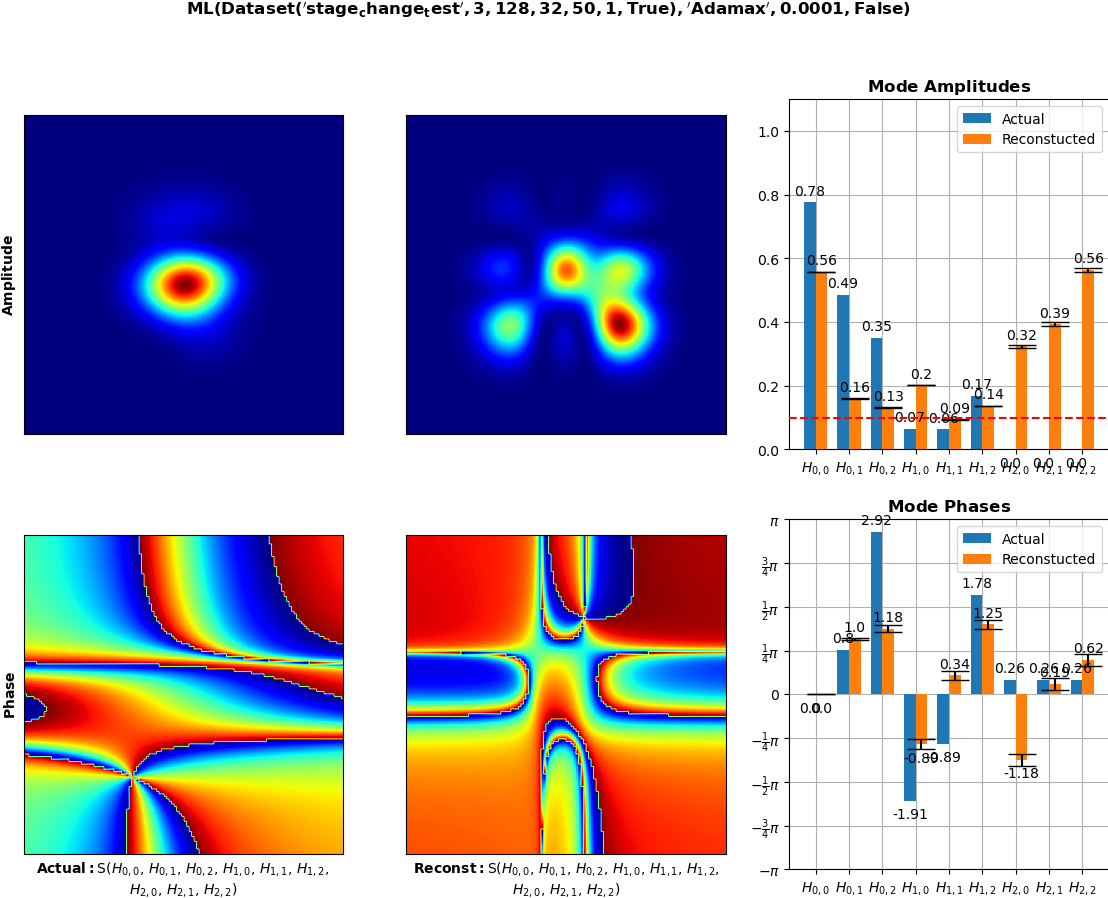 ML(Dataset('stage_change_test', 3, 128, 32, 50, 1, True), 'Adamax', 0.0001, False)
Amplitude
Mode Amplitudes
Actual
Reconstucted
1.0
0.8
0.6
0.4
0.2
0.0
0.78
0.56
0.49
0.16
0.35
0.13
0.07
0.2
0.06
0.09
0.17
0.14
0.0
0.32
0.0
0.39
0.0
0.56
H0,0 H0,1 H0,2 H1,0 H1,1 H1,2 H2,0 H2,1 H2,2
Phase
Mode Phases
Actual
Reconstucted
π
3/4π
1/2π
1/4π
0
−1/4π
−1/2π
−3/4π
−π
0.0
0.0
0.8
1.0
2.92
1.18
-1.91
-0.89
-0.89
0.34
1.78
1.25
0.26
-1.18
0.26
0.19
0.26
0.62
H0,0 H0,1 H0,2 H1,0 H1,1 H1,2 H2,0 H2,1 H2,2
Actual: S(H0,0, H0,1, H0,2, H1,0, H1,1, H1,2,
H2,0, H2,1, H2,2)
Reconst: S(H0,0, H0,1, H0,2, H1,0, H1,1, H1,2,
H2,0, H2,1, H2,2)